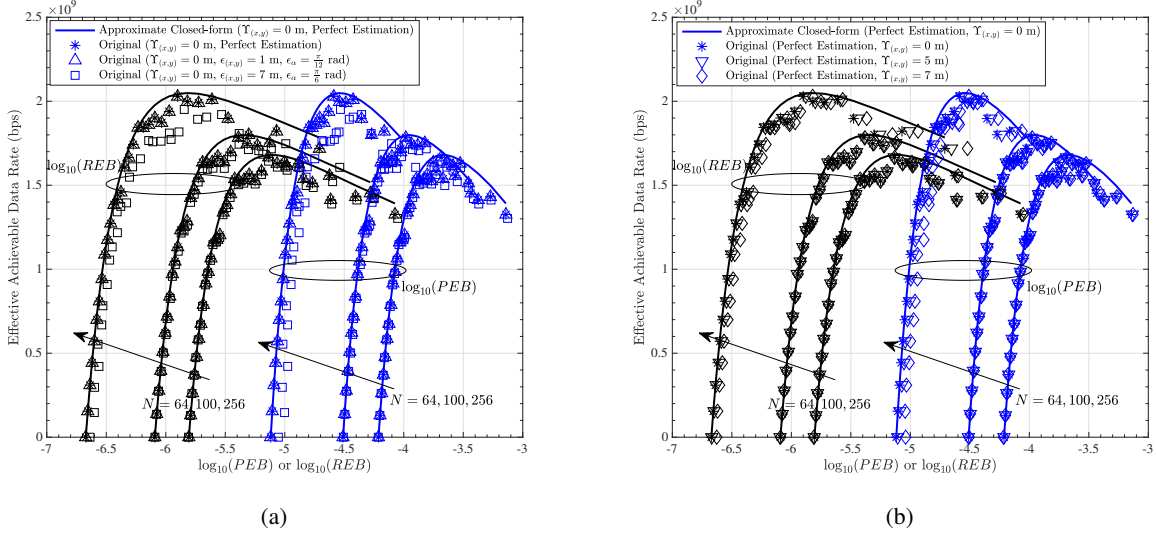 ×10⁹
Effective Achievable Data Rate (bps)
2.5
2
1.5
1
0.5
0
Approximate Closed-form (Υ(x,y) = 0 m, Perfect Estimation)
Original (Υ(x,y) = 0 m, Perfect Estimation)
Original (Υ(x,y) = 0 m, ϵ(x,y) = 1 m, ϵα = π/12 rad)
Original (Υ(x,y) = 0 m, ϵ(x,y) = 7 m, ϵα = π/6 rad)
log₁₀(REB)
log₁₀(PEB)
N = 64, 100, 256
N = 64, 100, 256
-7 -6.5 -6 -5.5 -5 -4.5 -4 -3.5 -3
log₁₀(PEB) or log₁₀(REB)
(a)
×10⁹
Effective Achievable Data Rate (bps)
2.5
2
1.5
1
0.5
0
Approximate Closed-form (Perfect Estimation, Υ(x,y) = 0 m)
Original (Perfect Estimation, Υ(x,y) = 0 m)
Original (Perfect Estimation, Υ(x,y) = 5 m)
Original (Perfect Estimation, Υ(x,y) = 7 m)
log₁₀(REB)
log₁₀(PEB)
N = 64, 100, 256
N = 64, 100, 256
-7 -6.5 -6 -5.5 -5 -4.5 -4 -3.5 -3
log₁₀(PEB) or log₁₀(REB)
(b)